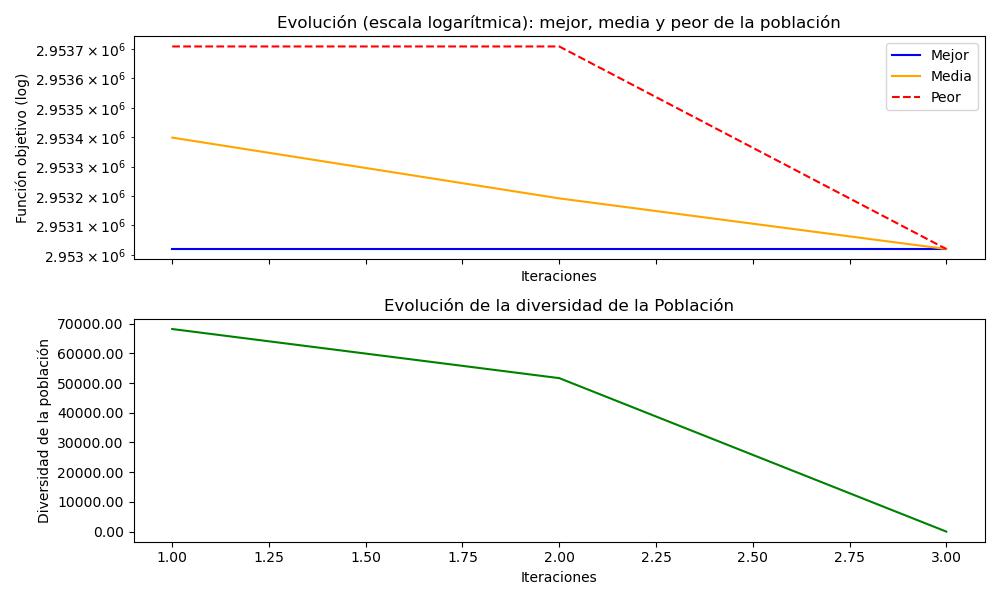 Evolución (escala logarítmica): mejor, media y peor de la población
Función objetivo (log)
2.9537 × 10⁶
2.9536 × 10⁶
2.9535 × 10⁶
2.9534 × 10⁶
2.9533 × 10⁶
2.9532 × 10⁶
2.9531 × 10⁶
2.953 × 10⁶
Mejor
Media
Peor
Iteraciones
Evolución de la diversidad de la Población
Diversidad de la población
70000.00
60000.00
50000.00
40000.00
30000.00
20000.00
10000.00
0.00
1.00 1.25 1.50 1.75 2.00 2.25 2.50 2.75 3.00
Iteraciones